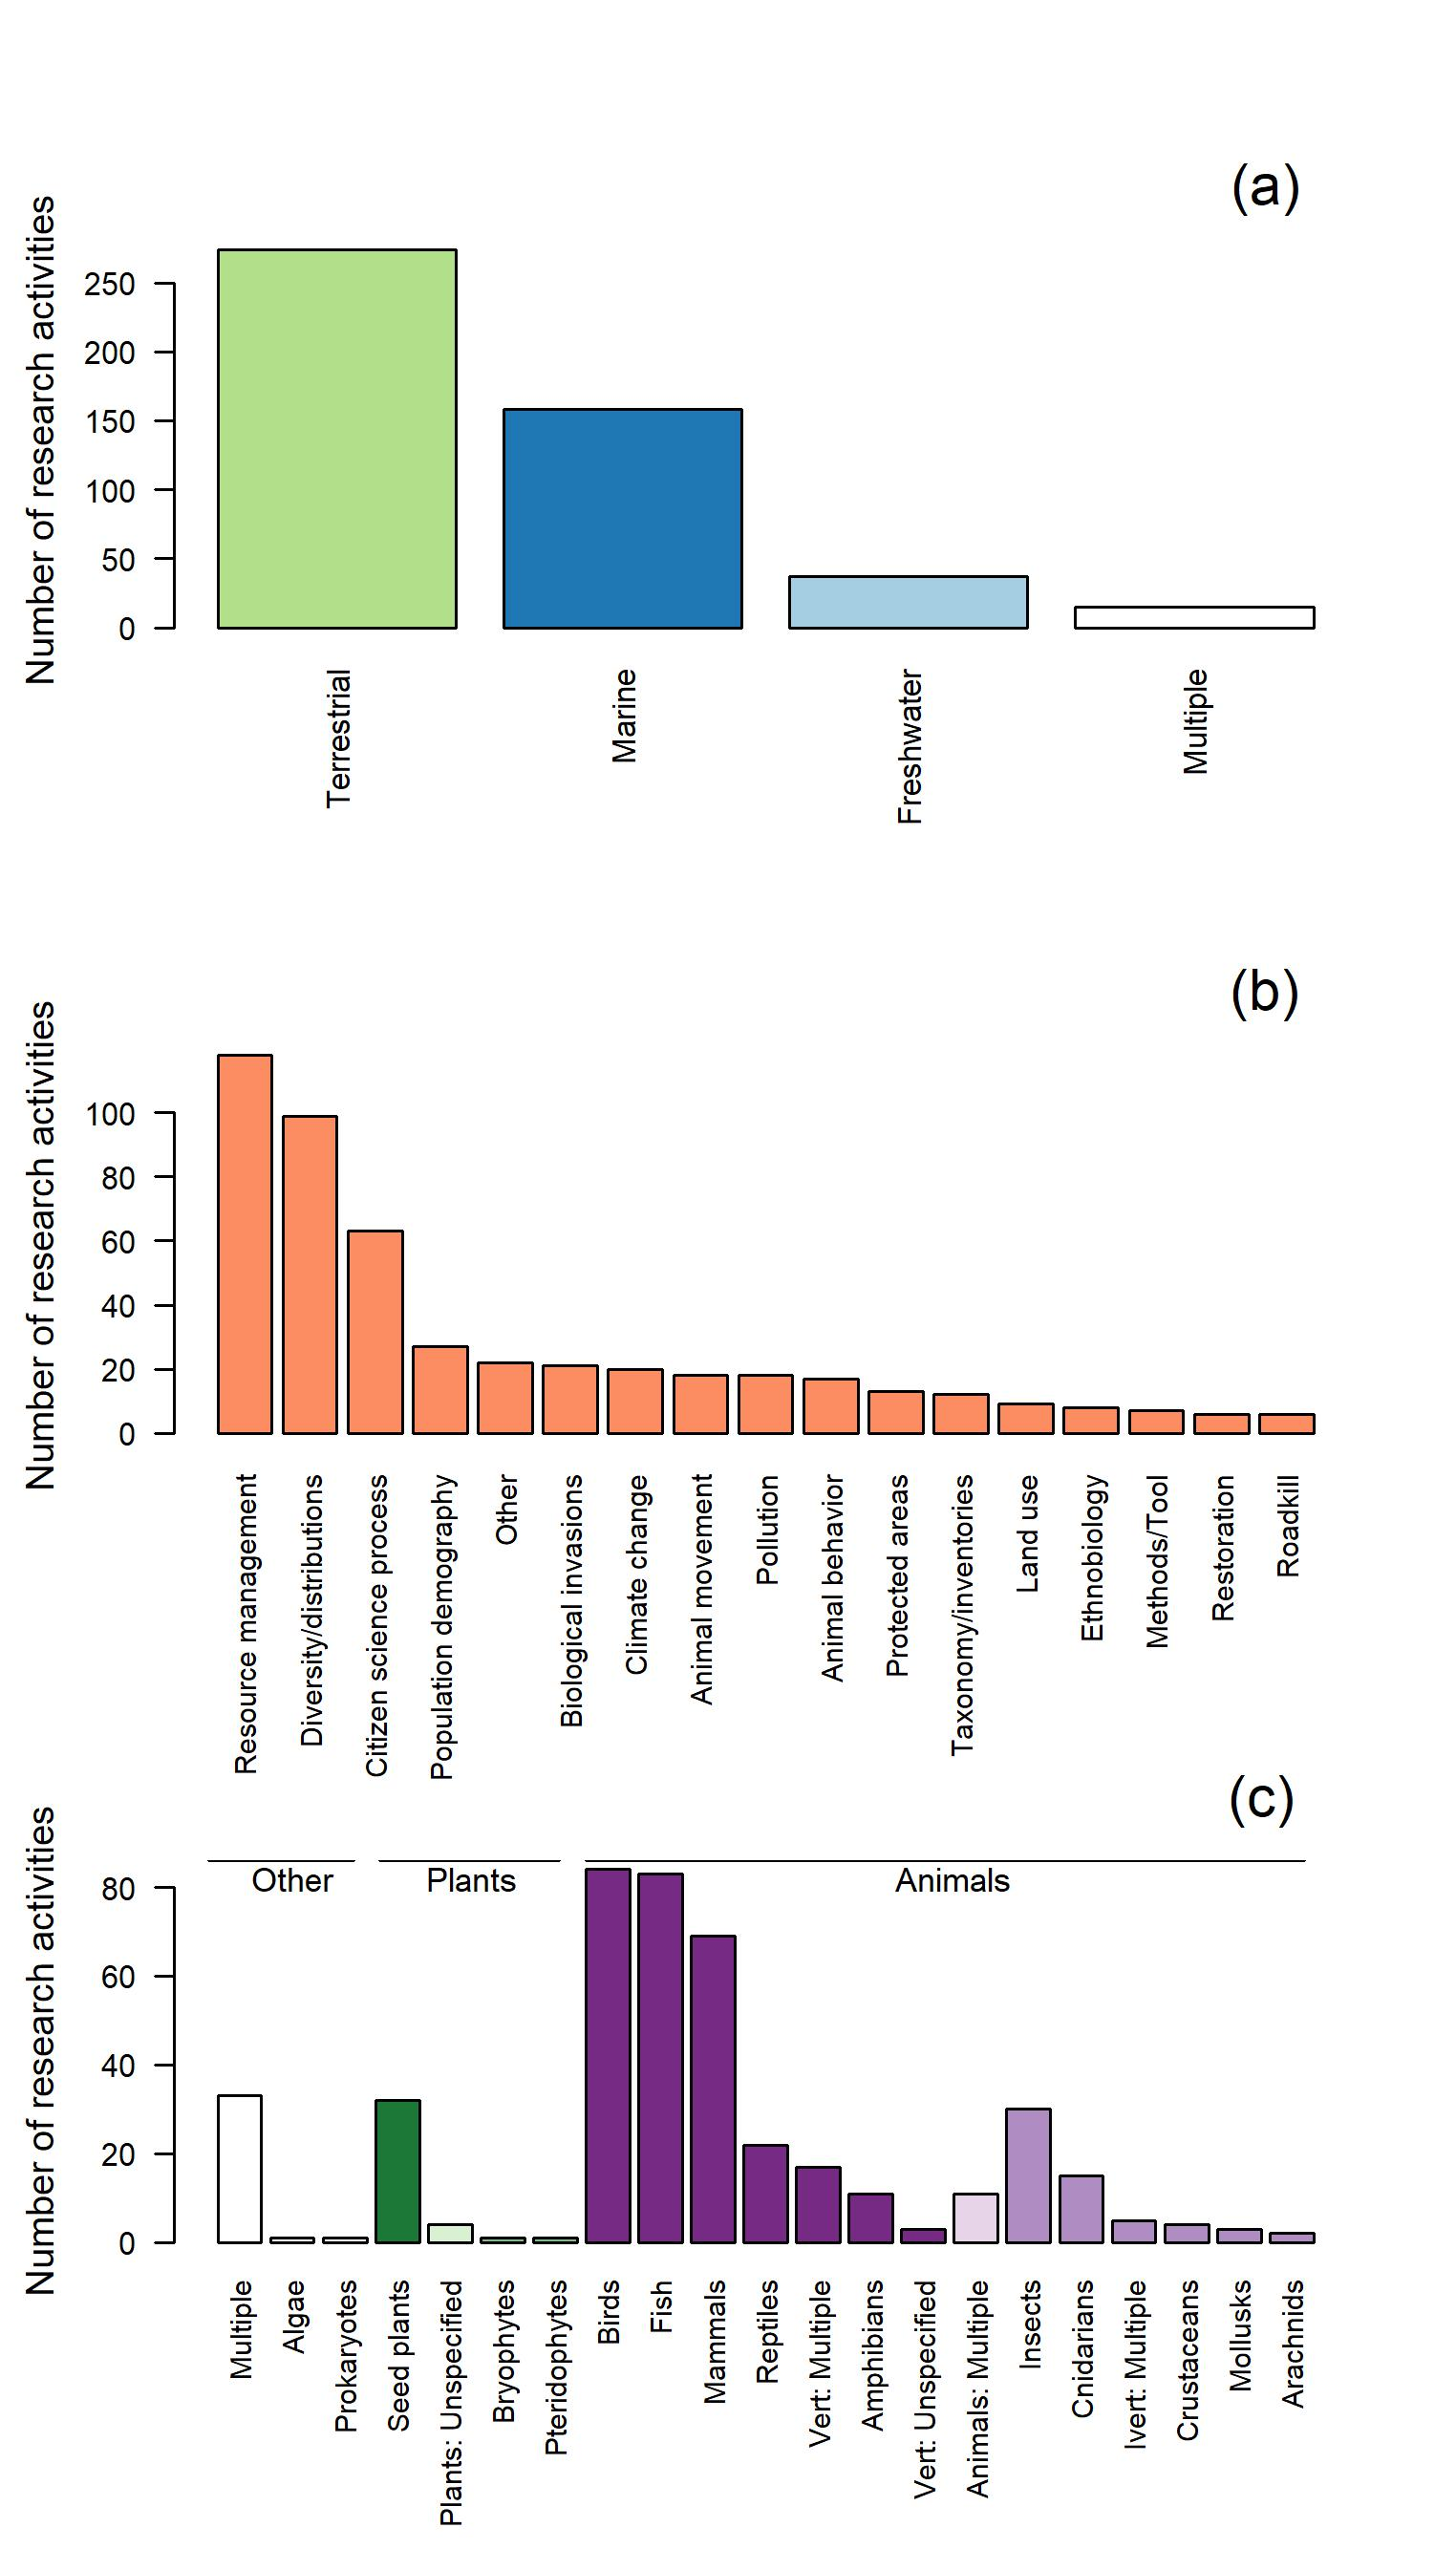 (a)
Number of research activities
250
200
150
100
50
0
Terrestrial
Marine
Freshwater
Multiple
(b)
Number of research activities
100
80
60
40
20
0
Resource management
Diversity/distributions
Citizen science process
Population demography
Other
Biological invasions
Climate change
Animal movement
Pollution
Animal behavior
Protected areas
Taxonomy/inventories
Land use
Ethnobiology
Methods/Tool
Restoration
Roadkill
(c)
Number of research activities
Other
Plants
Animals
80
60
40
20
0
Multiple
Algae
Prokaryotes
Seed plants
Plants: Unspecified
Bryophytes
Pteridophytes
Birds
Fish
Mammals
Reptiles
Vert: Multiple
Amphibians
Vert: Unspecified
Animals: Multiple
Insects
Cnidarians
Ivert: Multiple
Crustaceans
Mollusks
Arachnids